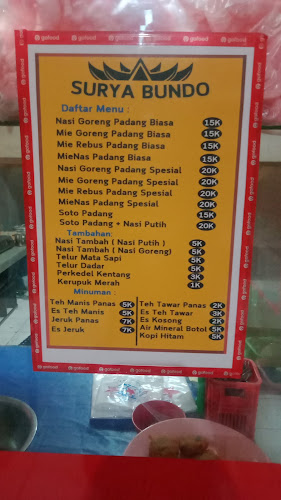 SURYA BUNDO
Daftar Menu :
Nasi Goreng Padang Biasa 15K
Mie Goreng Padang Biasa 15K
Mie Rebus Padang Biasa 15K
MieNas Padang Biasa 15K
Nasi Goreng Padang Spesial 20K
Mie Goreng Padang Spesial 20K
Mie Rebus Padang Spesial 20K
MieNas Padang Spesial 20K
Soto Padang 15K
Soto Padang + Nasi Putih 20K
Tambahan:
Nasi Tambah ( Nasi Putih ) 5K
Nasi Tambah ( Nasi Goreng) 5K
Telur Mata Sapi 5K
Telur Dadar 5K
Perkedel Kentang 3K
Kerupuk Merah 1K
Minuman :
Teh Manis Panas 5K
Es Teh Manis 5K
Jeruk Panas 7K
Es Jeruk 7K
Teh Tawar Panas 2K
Es Teh Tawar 3K
Es Kosong 2K
Air Mineral Botol 5K
Kopi Hitam 5K
gofood